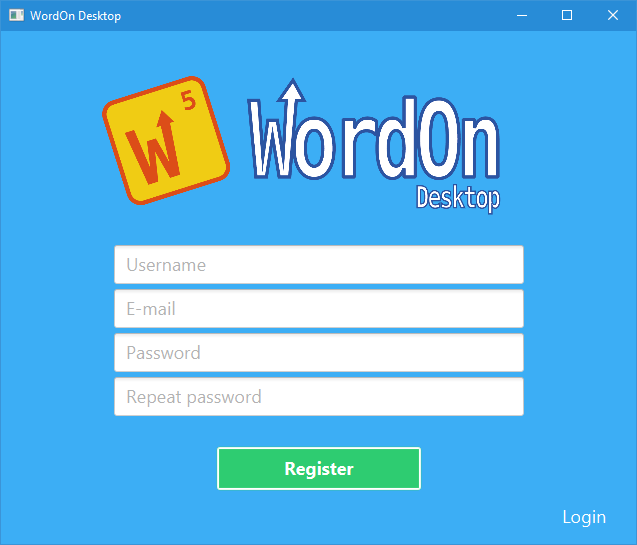 WordOn Desktop
W 5
WordOn
Desktop
Username
E-mail
Password
Repeat password
Register
Login